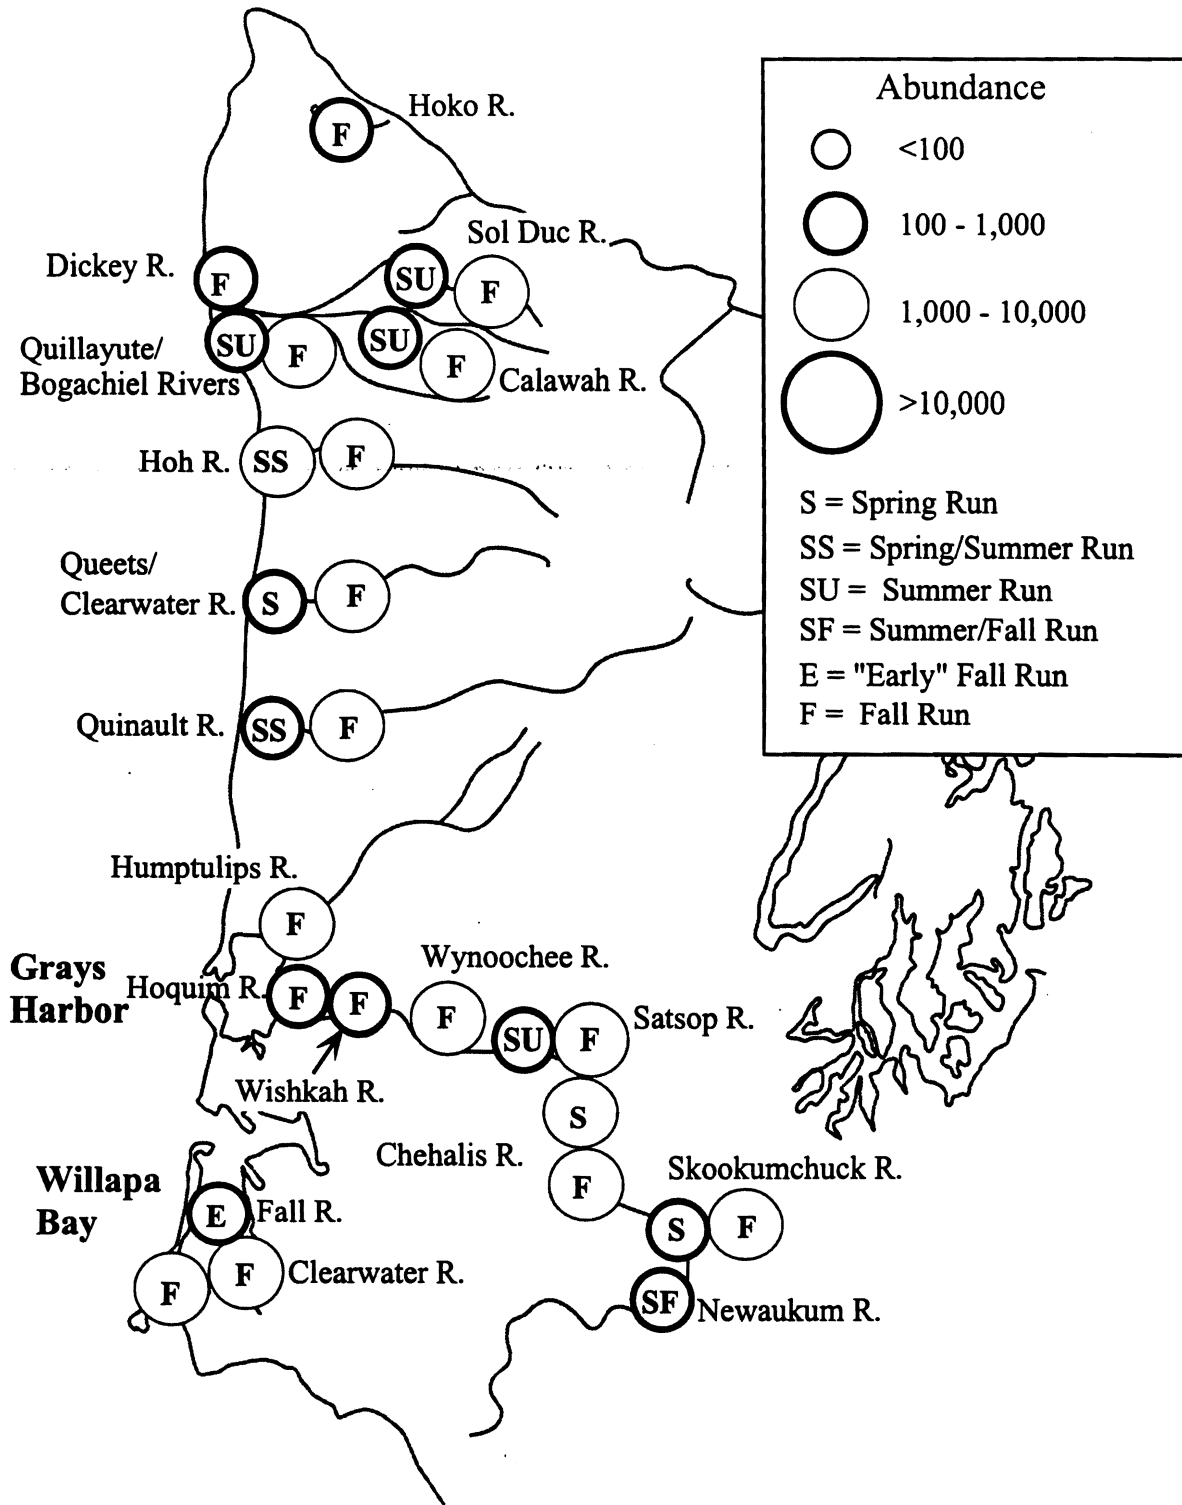 Abundance
<100
100 - 1,000
1,000 - 10,000
>10,000
S = Spring Run
SS = Spring/Summer Run
SU = Summer Run
SF = Summer/Fall Run
E = "Early" Fall Run
F = Fall Run
Hoko R.
F
Sol Duc R.
Dickey R.
F
SU
F
Quillayute/
Bogachiel Rivers
SU
F
SU
F
Calawah R.
Hoh R.
SS
F
Queets/
Clearwater R.
S
F
Quinault R.
SS
F
Humptulips R.
F
Grays
Harbor
Hoquim R.
F
F
Wishkah R.
Wynoochee R.
F
SU
F
Satsop R.
S
Chehalis R.
F
Skookumchuck R.
S
F
SF
Newaukum R.
Willapa
Bay
E
Fall R.
F
F
Clearwater R.